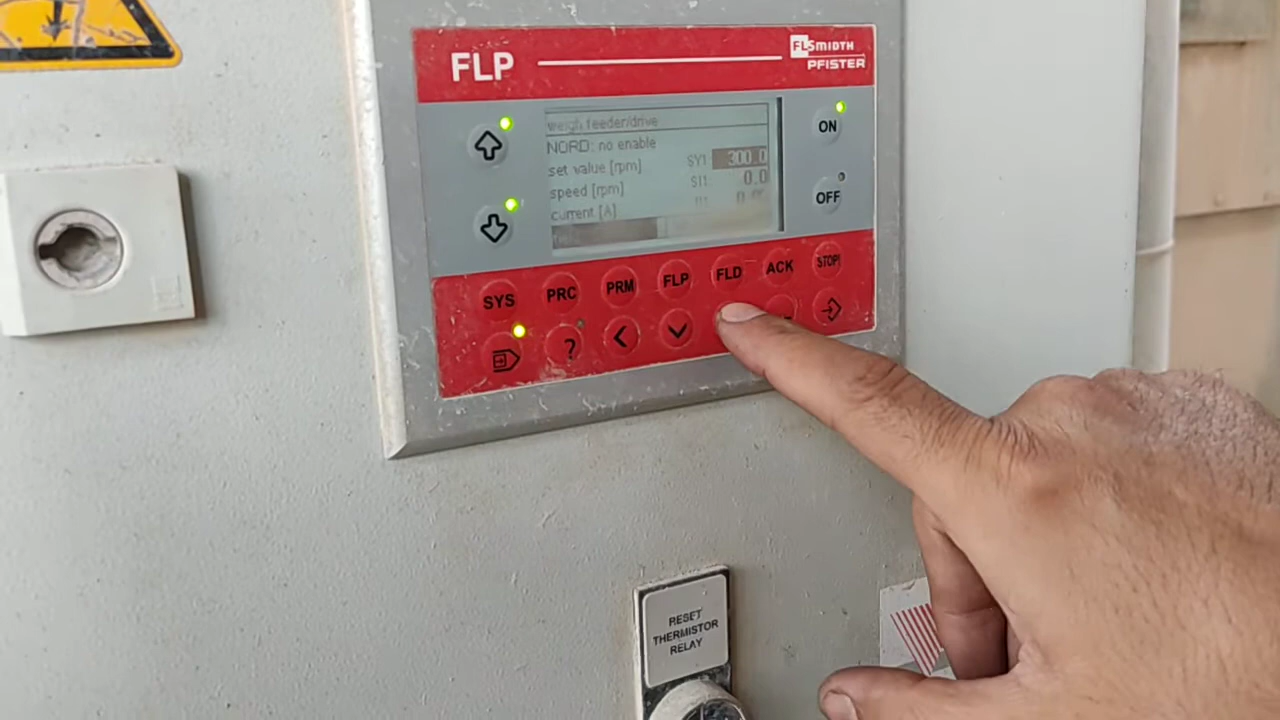 FLP
FLSMIDTH
PFISTER
weigh feeder/drive
NORD: no enable
set value [rpm] SY1: 300.0
speed [rpm] SI1: 0.0
current [A]
ON
OFF
SYS PRC PRM FLP FLD ACK STOP!
?
RESET
THERMISTOR
RELAY